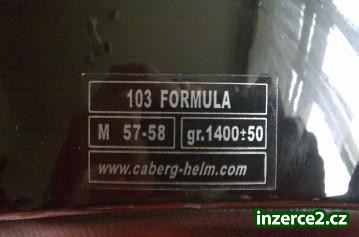 103 FORMULA
M 57-58 gr.1400±50
www.caberg-helm.com
inzerce2.cz